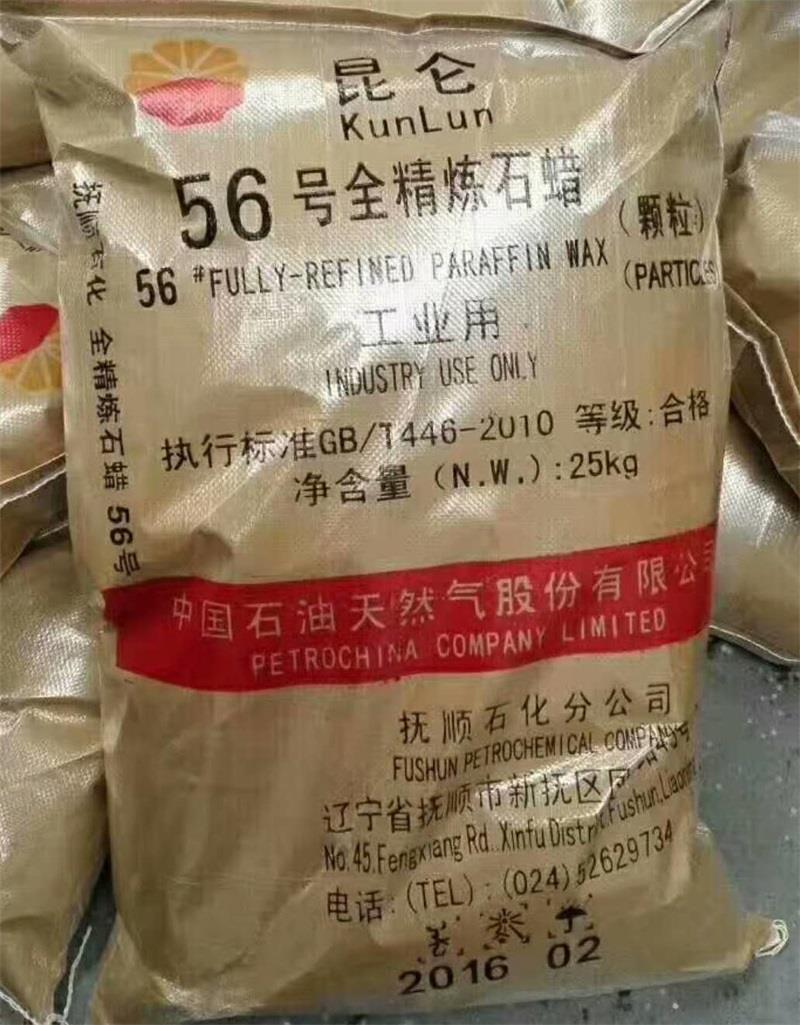 昆仑
KunLun
56号全精炼石蜡
(颗粒)
56#FULLY-REFINED PARAFFIN WAX
工业用
INDUSTRY USE ONLY
执行标准GB/T446-2010 等级:合格
净含量 (N.W.):25kg
中国石油天然气股份有限公司
PETROCHINA COMPANY LIMITED
抚顺石化分公司
FUSHUN PETROCHEMICAL COMPANY
辽宁省抚顺市新抚区
No.45.Fengxiang Rd. Xinfu Fushun,
电话:(TEL):(024)52629734
2016 02
抚顺石化 全精炼石蜡 56号